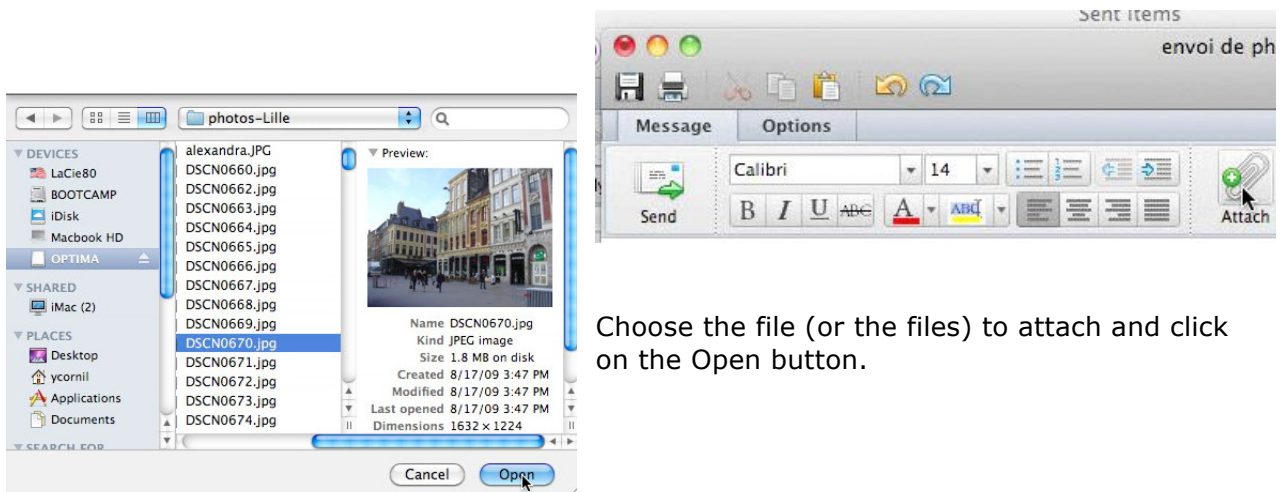 Sent Items
envoi de ph
Message Options
Calibri 14
B I U ABC A ABC
Send Attach
photos-Lille
▼ DEVICES
LaCie80
BOOTCAMP
iDisk
Macbook HD
OPTIMA
▼ SHARED
iMac (2)
▼ PLACES
Desktop
ycornil
Applications
Documents
▼ SEARCH FOR
alexandra.JPG
DSCN0660.jpg
DSCN0662.jpg
DSCN0663.jpg
DSCN0664.jpg
DSCN0665.jpg
DSCN0666.jpg
DSCN0667.jpg
DSCN0668.jpg
DSCN0669.jpg
DSCN0670.jpg
DSCN0671.jpg
DSCN0672.jpg
DSCN0673.jpg
DSCN0674.jpg
▼ Preview:
Name DSCN0670.jpg
Kind JPEG image
Size 1.8 MB on disk
Created 8/17/09 3:47 PM
Modified 8/17/09 3:47 PM
Last opened 8/17/09 3:47 PM
Dimensions 1632 × 1224
Cancel Open
Choose the file (or the files) to attach and click
on the Open button.